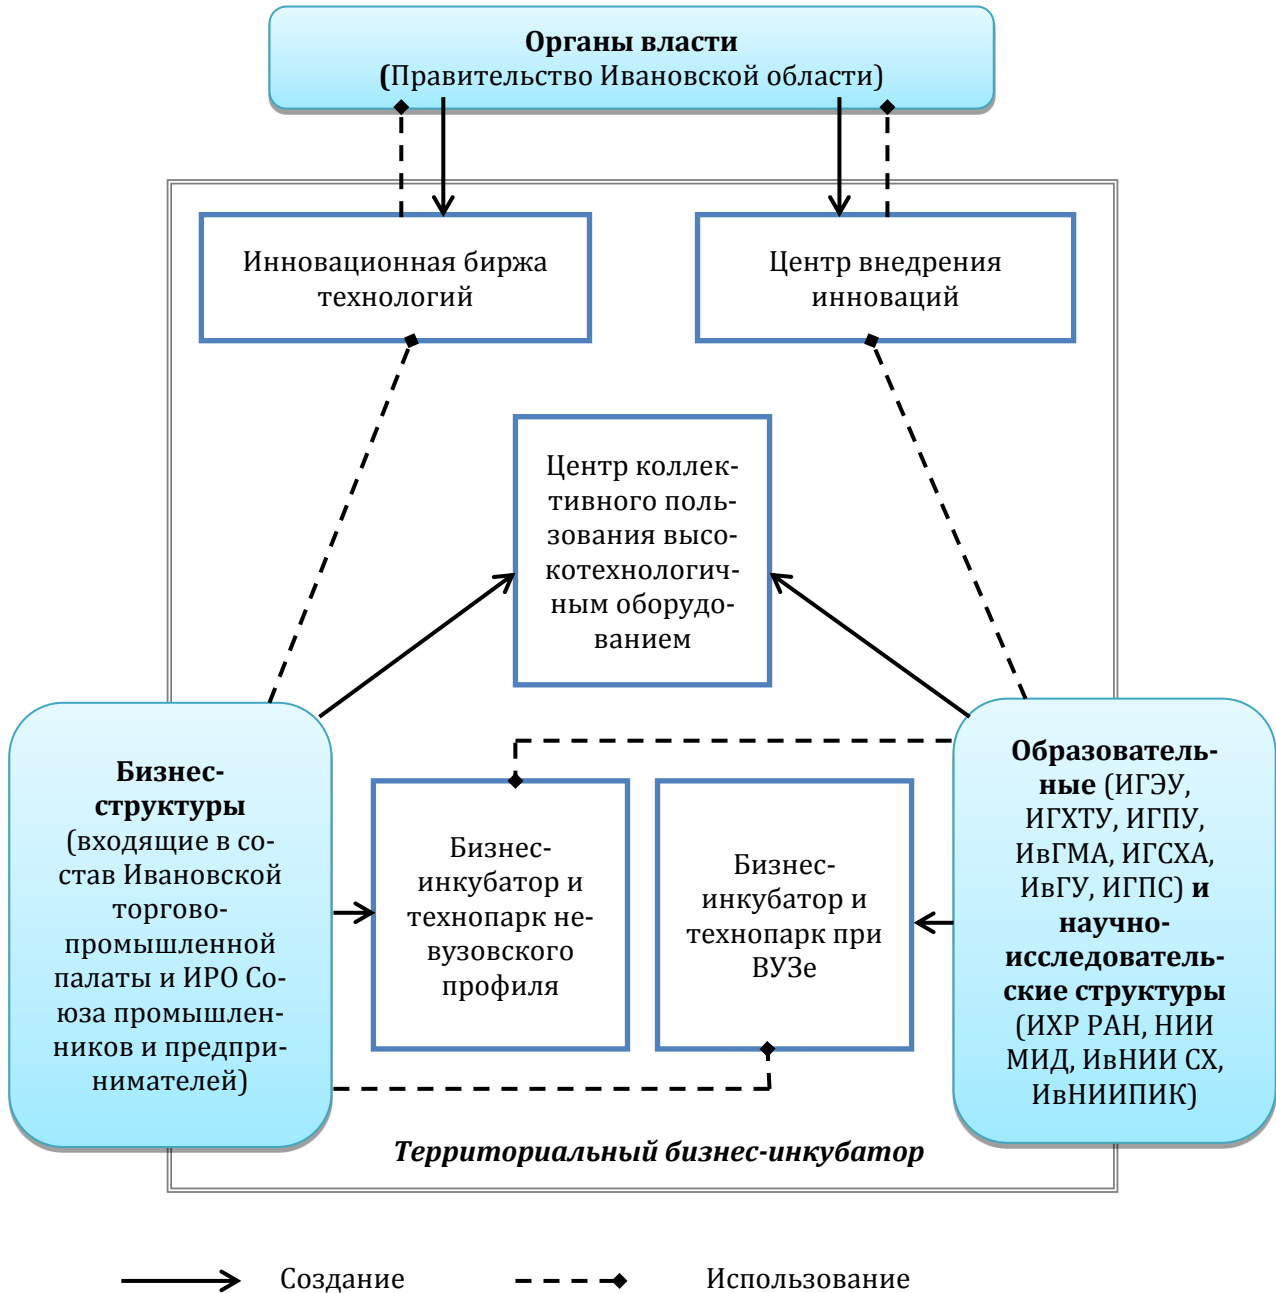 Органы власти
(Правительство Ивановской области)
Инновационная биржа
технологий
Центр внедрения
инноваций
Центр коллек-
тивного поль-
зования высо-
котехнологич-
ным оборудо-
ванием
Бизнес-
структуры
(входящие в со-
став Ивановской
торгово-
промышленной
палаты и ИРО Со-
юза промышлен-
ников и предпри-
нимателей)
Бизнес-
инкубатор и
технопарк не-
вузовского
профиля
Бизнес-
инкубатор и
технопарк при
ВУЗе
Образователь-
ные (ИГЭУ,
ИГХТУ, ИГПУ,
ИвГМА, ИГСХА,
ИвГУ, ИГПС) и
научно-
исследователь-
ские структуры
(ИХР РАН, НИИ
МИД, ИвНИИ СХ,
ИвНИИПИК)
Территориальный бизнес-инкубатор
Создание
Использование